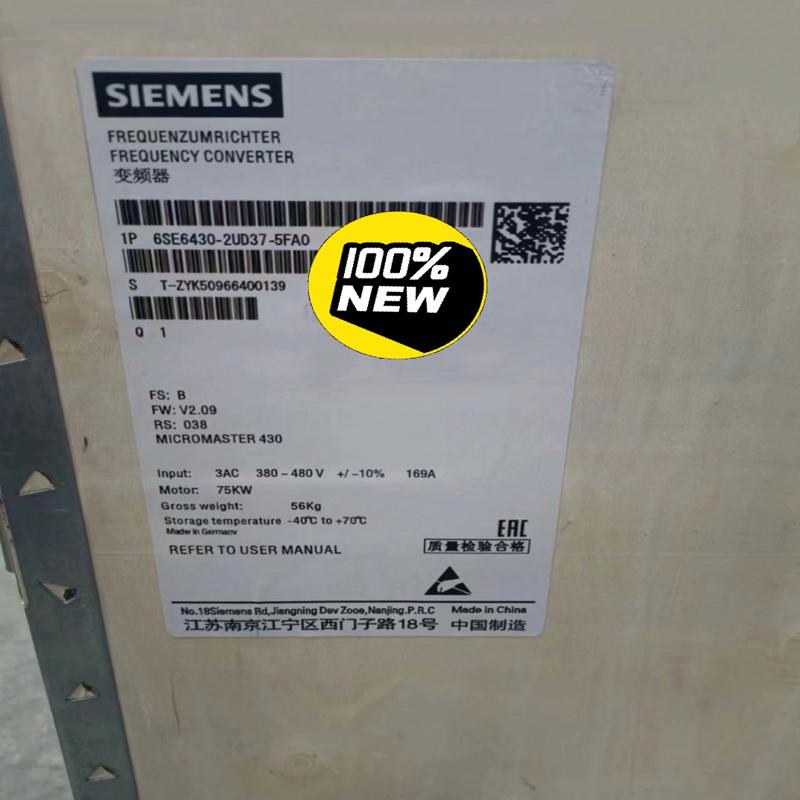 SIEMENS
FREQUENZUMRICHTER
FREQUENCY CONVERTER
变频器
1P 6SE6430-2UD37-5FA0
S T-ZYK50966400139
Q 1
100%
NEW
FS: B
FW: V2.09
RS: 038
MICROMASTER 430
Input: 3AC 380-480 V +/-10% 169A
Motor: 75KW
Gross weight: 56Kg
Storage temperature -40℃ to +70℃
Madw in Germanv
REFER TO USER MANUAL
EAC
质量检验合格
No.18Siemens Rd,Jiengning Dev Zooe,Nanjing.P.R.C Made in China
江苏南京江宁区西门子路18号 中国制造